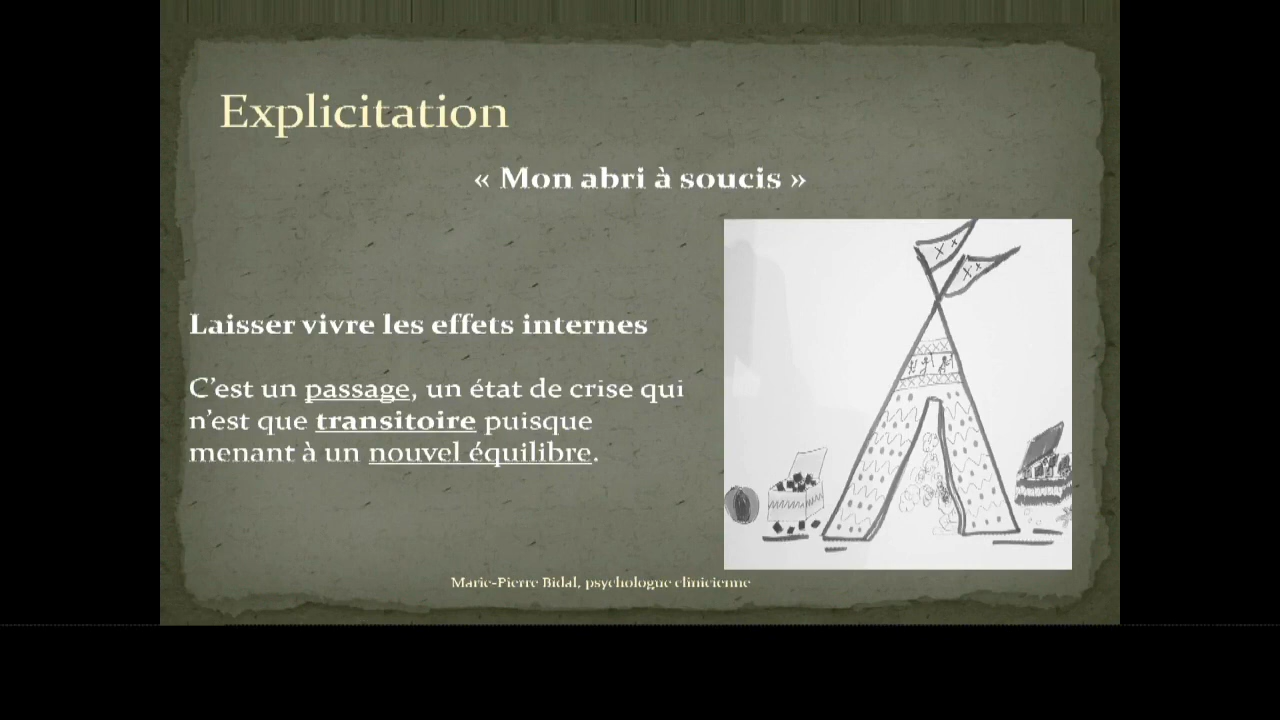 Explicitation
« Mon abri à soucis »
Laisser vivre les effets internes
C’est un passage, un état de crise qui
n’est que transitoire puisque
menant à un nouvel équilibre.
Marie-Pierre Bidal, psychologue clinicienne